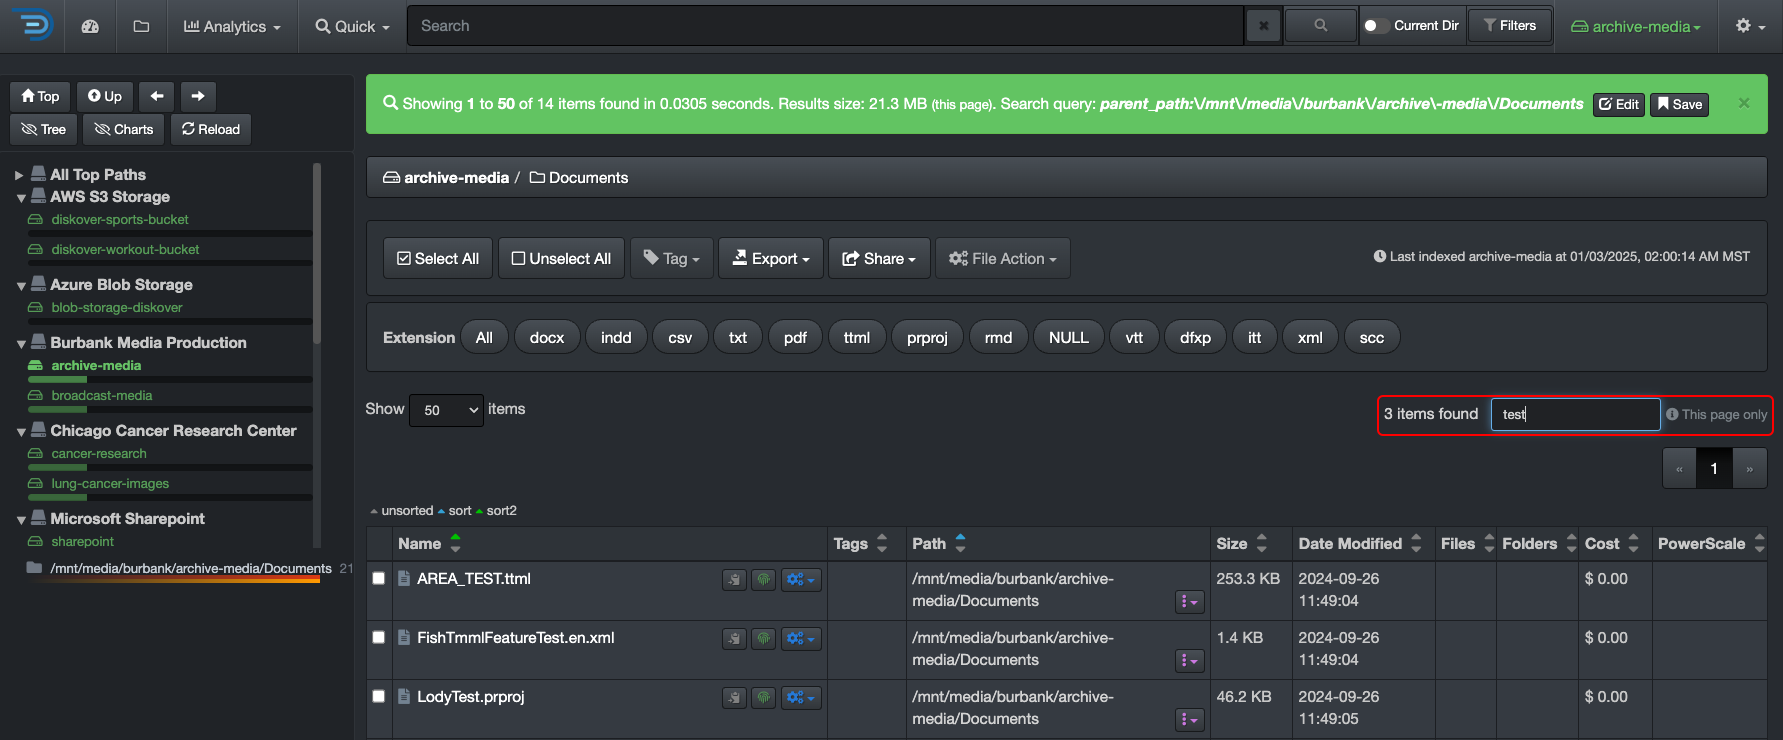 Analytics
Quick
Search
Current Dir
Filters
archive-media
Top
Up
Tree
Charts
Reload
All Top Paths
AWS S3 Storage
diskover-sports-bucket
diskover-workout-bucket
Azure Blob Storage
blob-storage-diskover
Burbank Media Production
archive-media
broadcast-media
Chicago Cancer Research Center
cancer-research
lung-cancer-images
Microsoft Sharepoint
sharepoint
/mnt/media/burbank/archive-media/Documents 21
Showing 1 to 50 of 14 items found in 0.0305 seconds. Results size: 21.3 MB (this page). Search query: parent_path:\/mnt\/media\/burbank\/archive\-media\/Documents Edit Save ×
archive-media / Documents
Select All Unselect All Tag Export Share File Action Last indexed archive-media at 01/03/2025, 02:00:14 AM MST
Extension All docx indd csv txt pdf ttml prproj rmd NULL vtt dfxp itt xml scc
Show 50 items
3 items found test This page only
« 1 »
unsorted sort sort2
Name Tags Path Size Date Modified Files Folders Cost PowerScale
AREA_TEST.ttml /mnt/media/burbank/archive- 253.3 KB 2024-09-26 $ 0.00
media/Documents 11:49:04
FishTmmlFeatureTest.en.xml /mnt/media/burbank/archive- 1.4 KB 2024-09-26 $ 0.00
media/Documents 11:49:04
LodyTest.prproj /mnt/media/burbank/archive- 46.2 KB 2024-09-26 $ 0.00
media/Documents 11:49:05